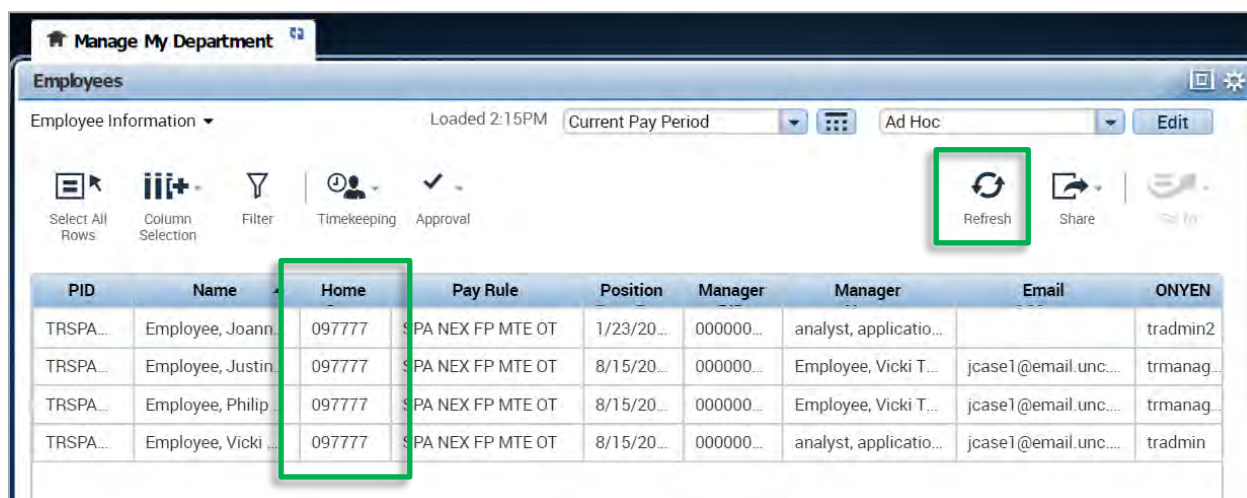 Manage My Department
Employees
Employee Information Loaded 2:15PM Current Pay Period Ad Hoc Edit
Select All Rows Column Selection Filter Timekeeping Approval Refresh Share
PID Name Home Pay Rule Position Manager Manager Email ONYEN
TRSPA... Employee, Joann... 097777 SPA NEX FP MTE OT 1/23/20... 000000... analyst, applicatio... tradmin2
TRSPA... Employee, Justin... 097777 SPA NEX FP MTE OT 8/15/20... 000000... Employee, Vicki T... jcase1@email.unc.... trmanag...
TRSPA... Employee, Philip ... 097777 SPA NEX FP MTE OT 8/15/20... 000000... Employee, Vicki T... jcase1@email.unc.... trmanag...
TRSPA... Employee, Vicki ... 097777 SPA NEX FP MTE OT 8/15/20... 000000... analyst, applicatio... jcase1@email.unc.... tradmin